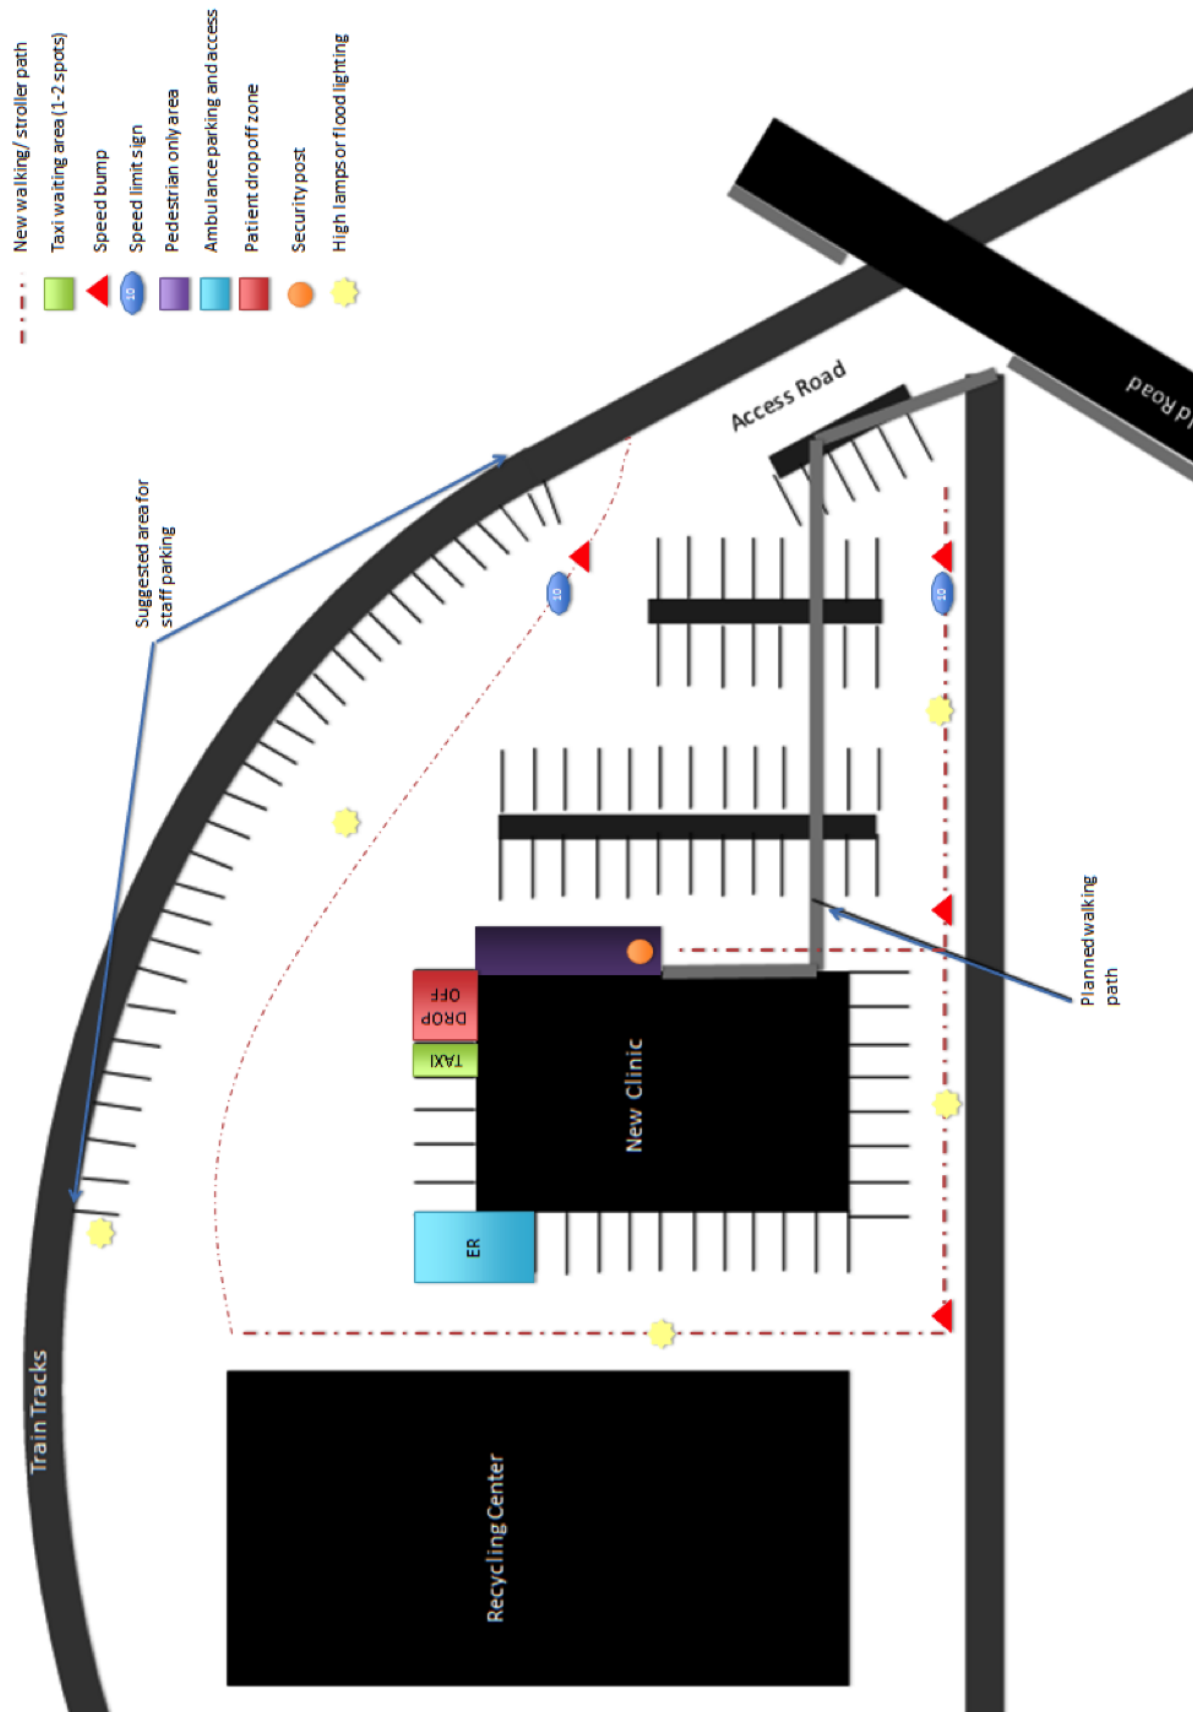 New walking/ stroller path
Taxi waiting area (1-2 spots)
Speed bump
10
Speed limit sign
Pedestrian only area
Ambulance parking and access
Patient drop off zone
Security post
High lamps or flood lighting
Suggested area for
staff parking
Access Road
ld Road
10
10
Planned walking
path
DROP
OFF
TAXI
New Clinic
ER
Train Tracks
Recycling Center